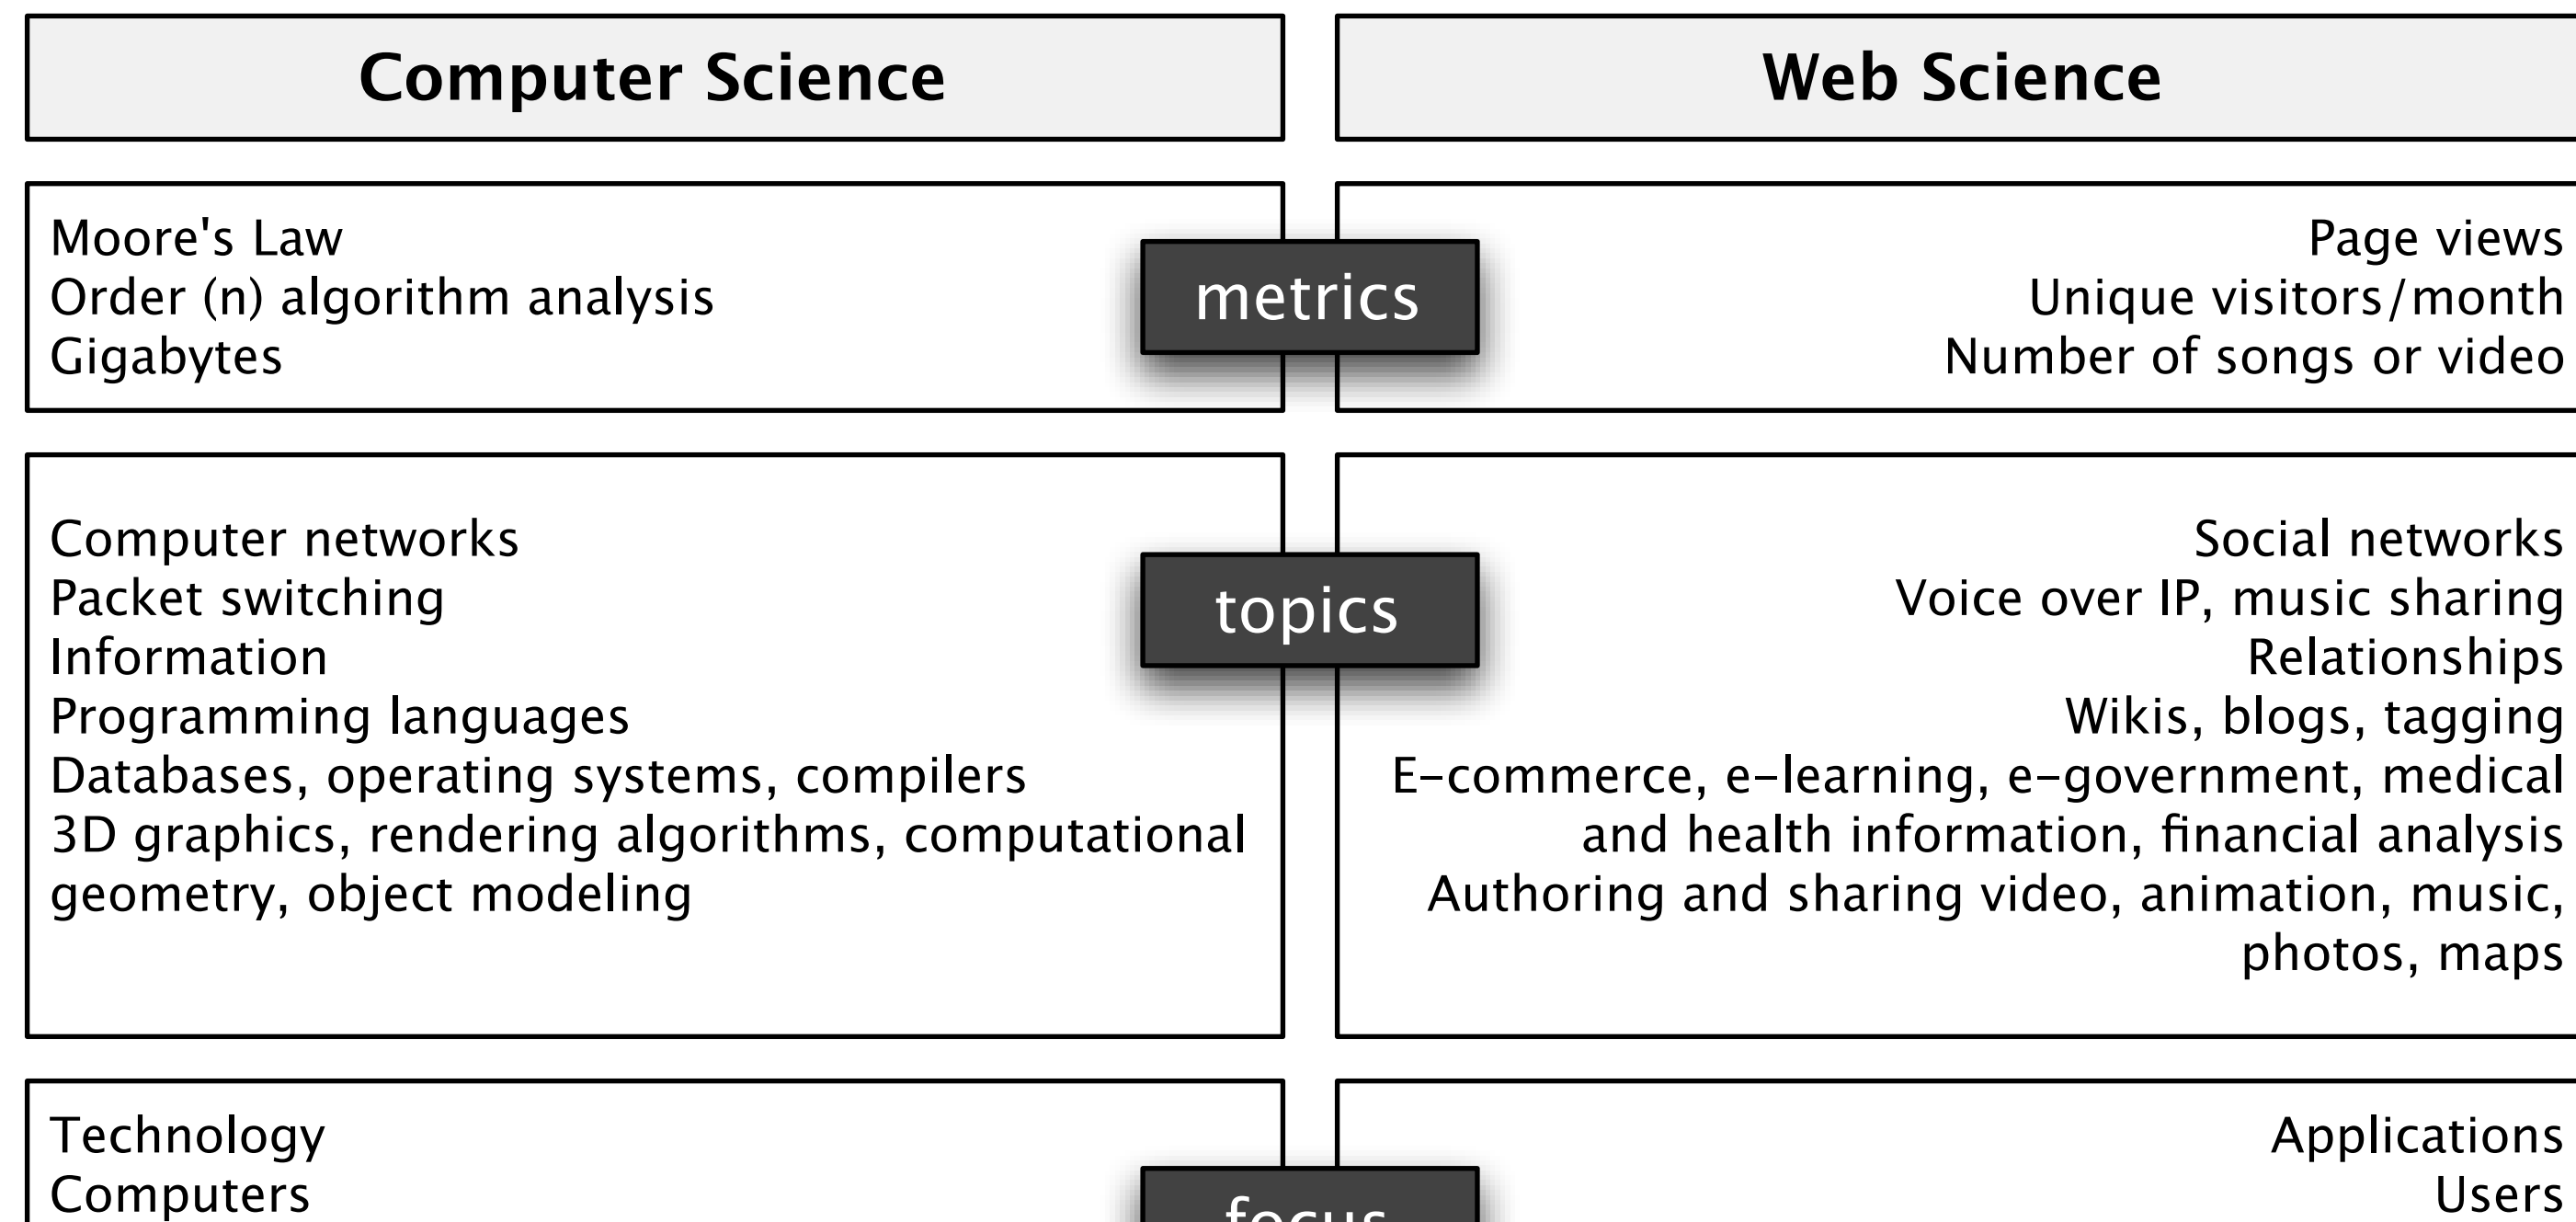 Computer Science
Web Science
Moore's Law
Order (n) algorithm analysis
Gigabytes
metrics
Page views
Unique visitors/month
Number of songs or video
Computer networks
Packet switching
Information
Programming languages
Databases, operating systems, compilers
3D graphics, rendering algorithms, computational
geometry, object modeling
topics
Social networks
Voice over IP, music sharing
Relationships
Wikis, blogs, tagging
E-commerce, e-learning, e-government, medical
and health information, financial analysis
Authoring and sharing video, animation, music,
photos, maps
Technology
Computers
focus
Applications
Users